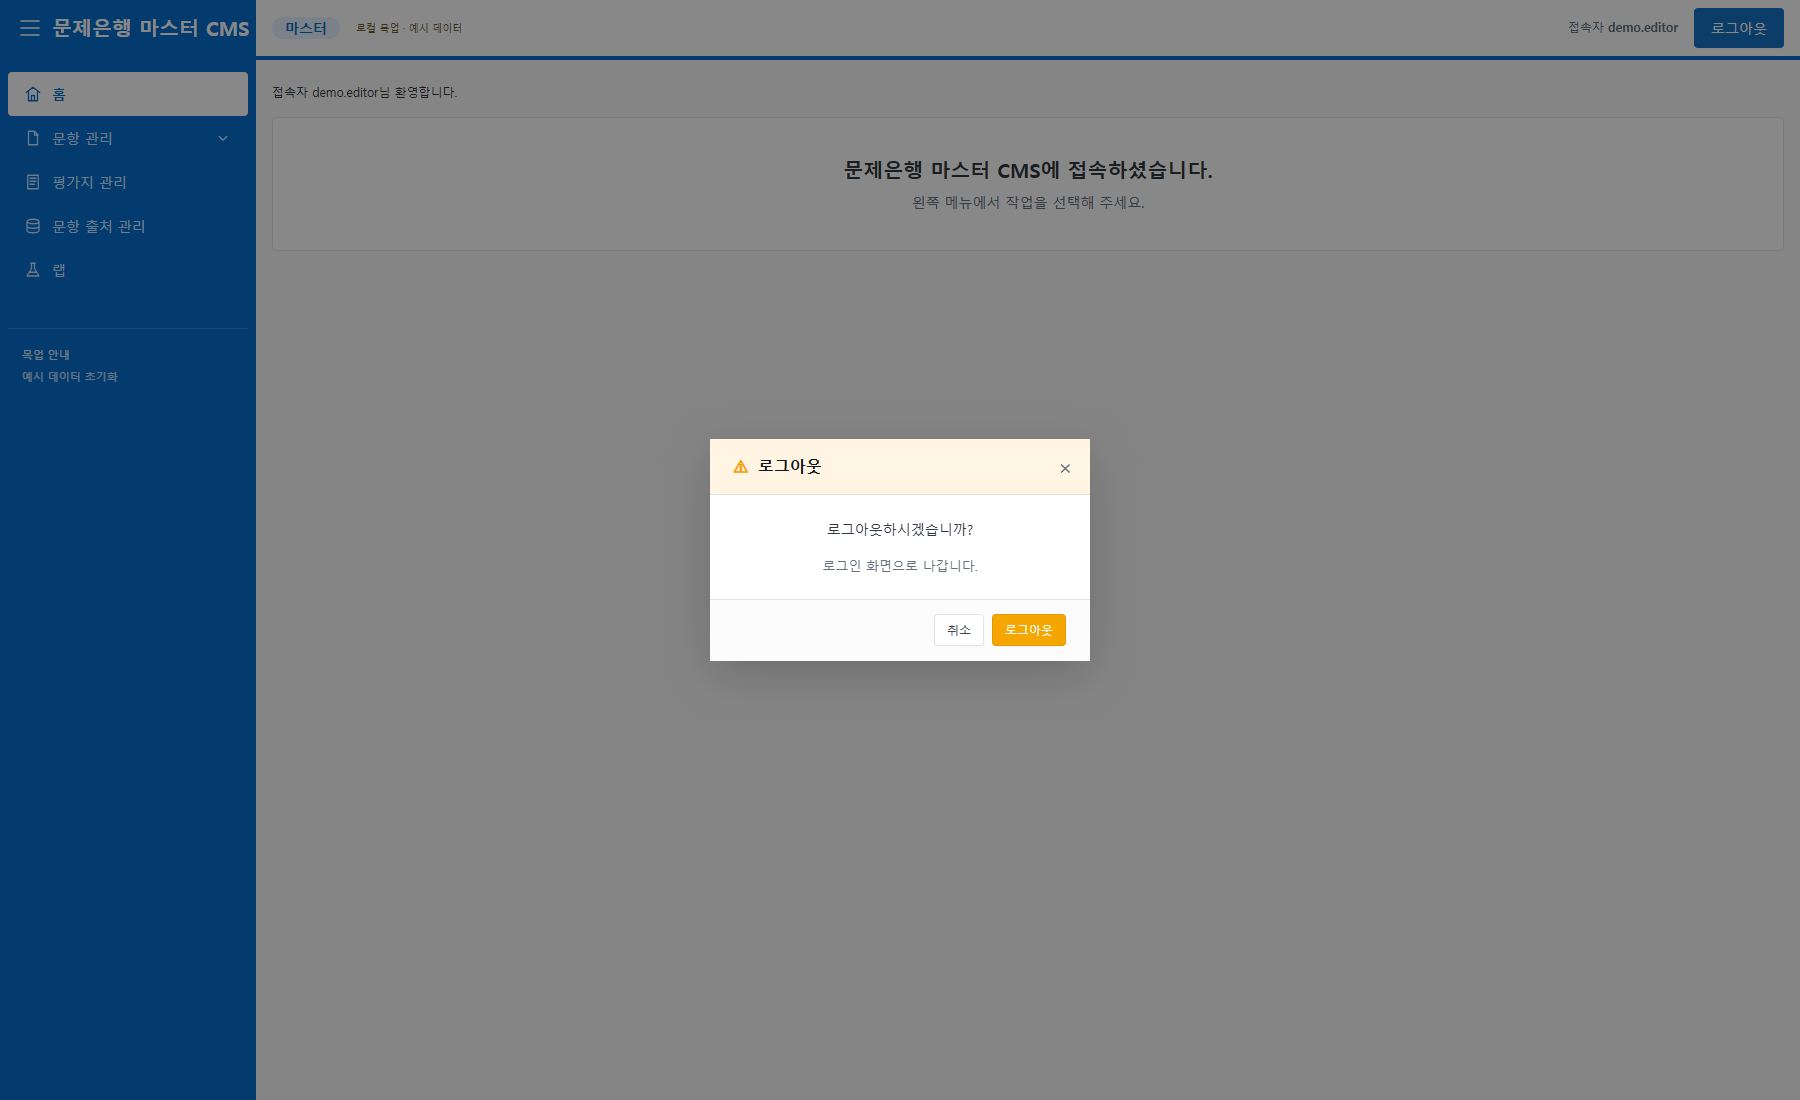 문제은행 마스터 CMS
마스터
로컬 목업 · 예시 데이터
접속자 demo.editor
로그아웃
홈
문항 관리
평가지 관리
문항 출처 관리
랩
목업 안내
예시 데이터 초기화
접속자 demo.editor님 환영합니다.
문제은행 마스터 CMS에 접속하셨습니다.
왼쪽 메뉴에서 작업을 선택해 주세요.
로그아웃
로그아웃하시겠습니까?
로그인 화면으로 나갑니다.
취소
로그아웃